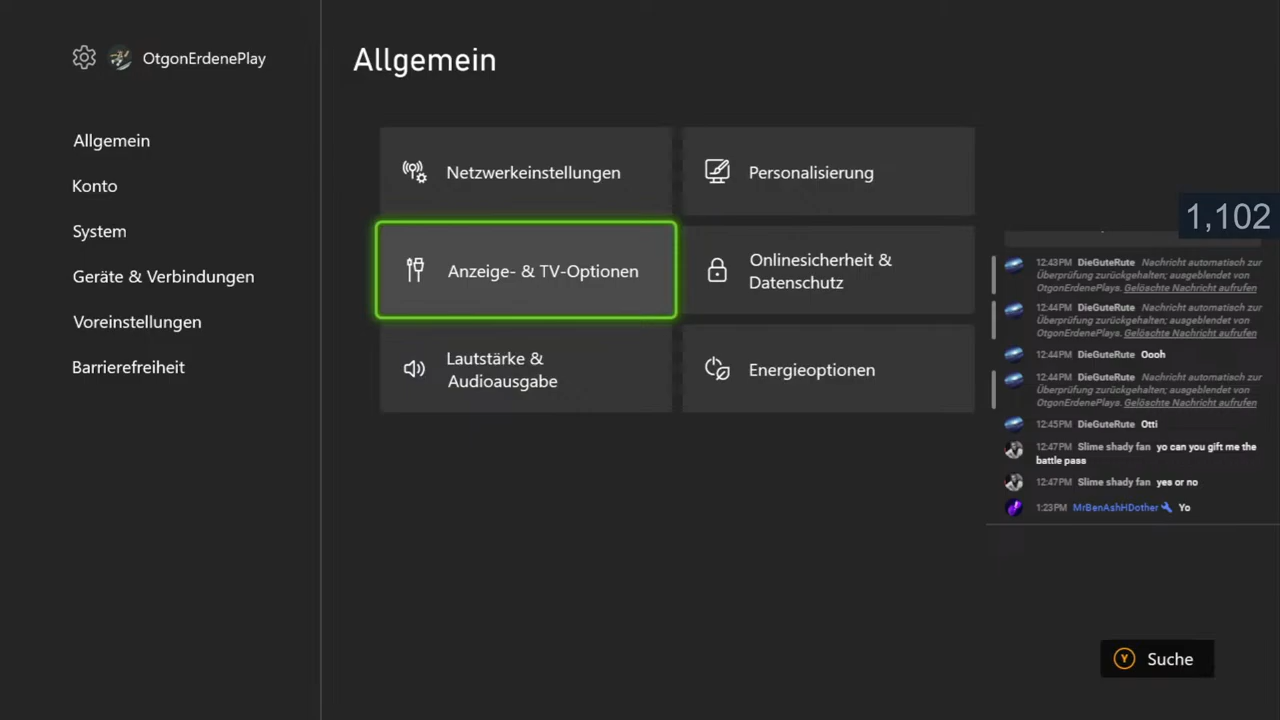 OtgonErdenePlay
Allgemein
Konto
System
Geräte & Verbindungen
Voreinstellungen
Barrierefreiheit
Allgemein
Netzwerkeinstellungen
Personalisierung
Anzeige- & TV-Optionen
Onlinesicherheit &
Datenschutz
Lautstärke &
Audioausgabe
Energieoptionen
1,102
12:43PM DieGuteRute Nachricht automatisch zur
Überprüfung zurückgehalten; ausgeblendet von
OtgonErdenePlays. Gelöschte Nachricht aufrufen
12:44PM DieGuteRute Nachricht automatisch zur
Überprüfung zurückgehalten; ausgeblendet von
OtgonErdenePlays. Gelöschte Nachricht aufrufen
12:44PM DieGuteRute Oooh
12:44PM DieGuteRute Nachricht automatisch zur
Überprüfung zurückgehalten; ausgeblendet von
OtgonErdenePlays. Gelöschte Nachricht aufrufen
12:45PM DieGuteRute Otti
12:47PM Slime shady fan yo can you gift me the
battle pass
12:47PM Slime shady fan yes or no
1:23PM MrBenAshHDother Yo
Y Suche